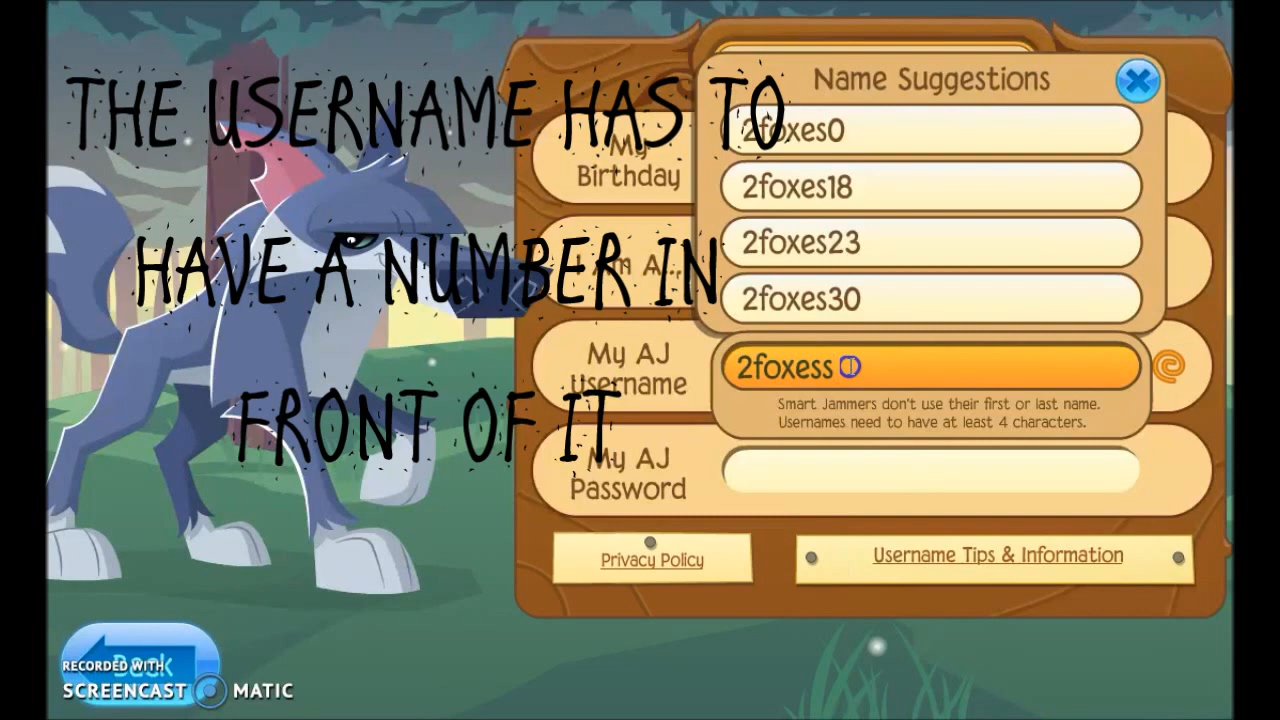 THE USERNAME HAS TO
HAVE A NUMBER IN
FRONT OF IT
Name Suggestions
2foxes0
2foxes18
2foxes23
2foxes30
My
Birthday
I Am A...
My AJ
Username
2foxess
Smart Jammers don't use their first or last name.
Usernames need to have at least 4 characters.
My AJ
Password
Privacy Policy
Username Tips & Information
Back
RECORDED WITH
SCREENCAST MATIC